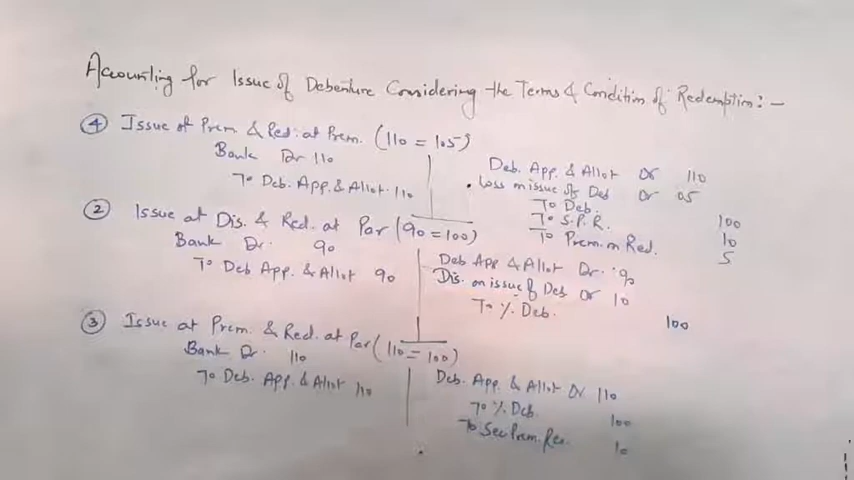 Accounting for Issue of Debenture Considering the Terms & Condition of Redemption: -
④ Issue at Prem. & Red. at Prem. (110 = 105)
Bank Dr 110
To Deb. App. & Allot 110
Deb. App. & Allot Dr 110
Loss on issue of Deb Dr 05
To Deb. 100
To S.P.R. 10
To Prem. on Red. 5
② Issue at Dis. & Red. at Par (90 = 100)
Bank Dr. 90
To Deb App. & Allot 90
Deb App & Allot Dr. 90
Dis. on issue of Deb Dr 10
To % Deb. 100
③ Issue at Prem. & Red. at Par (110 = 100)
Bank Dr. 110
To Deb. App. & Allot 110
Deb. App. & Allot Dr 110
To % Deb. 100
To Sec. Prem. Res. 10